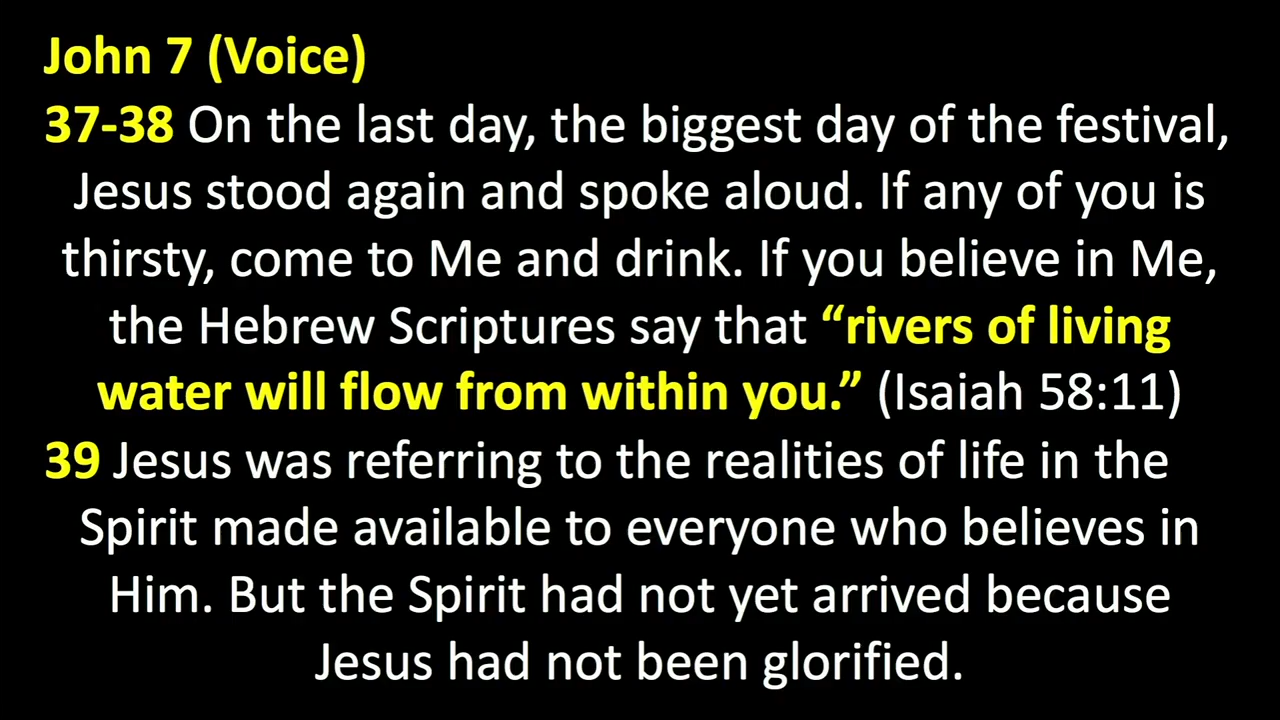 John 7 (Voice)
37-38 On the last day, the biggest day of the festival,
Jesus stood again and spoke aloud. If any of you is
thirsty, come to Me and drink. If you believe in Me,
the Hebrew Scriptures say that “rivers of living
water will flow from within you.” (Isaiah 58:11)
39 Jesus was referring to the realities of life in the
Spirit made available to everyone who believes in
Him. But the Spirit had not yet arrived because
Jesus had not been glorified.